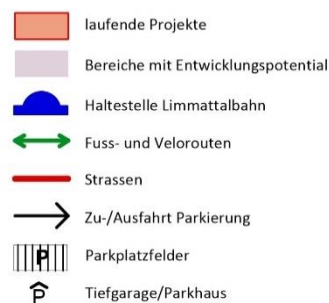 laufende Projekte
Bereiche mit Entwicklungspotential
Haltestelle Limmattalbahn
Fuss- und Velorouten
Strassen
Zu-/Ausfahrt Parkierung
P Parkplatzfelder
P Tiefgarage/Parkhaus